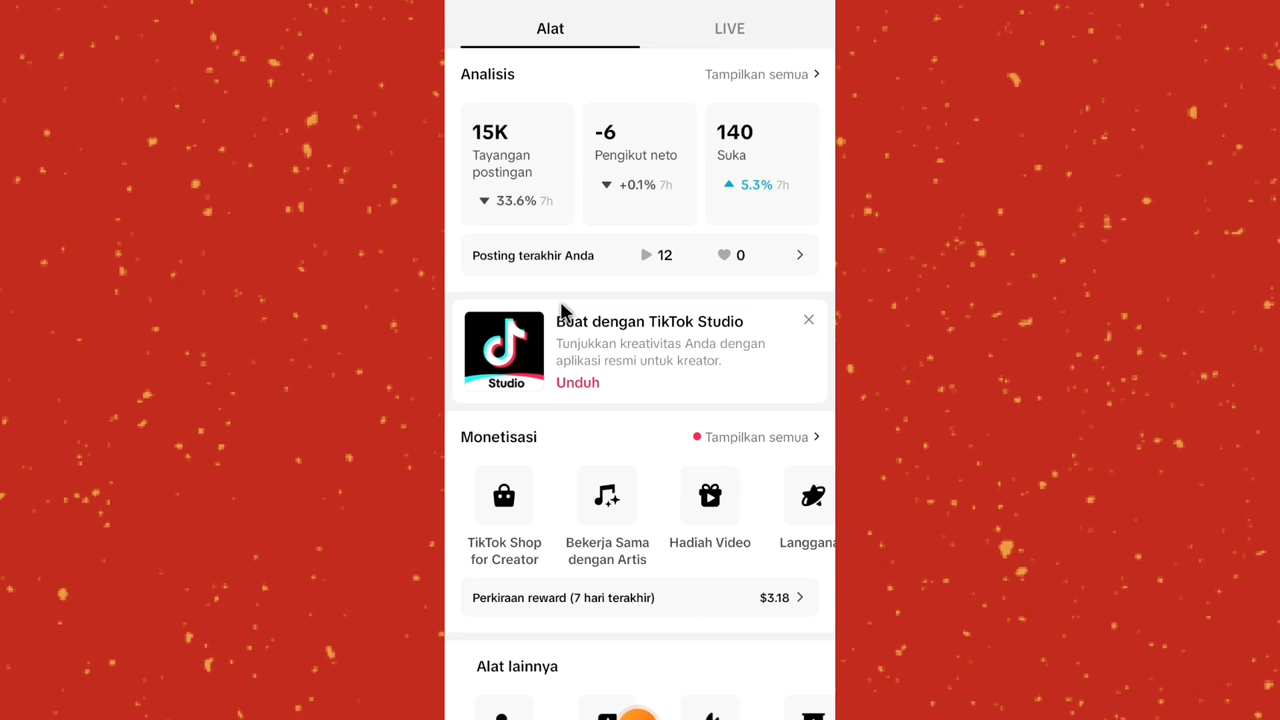 Alat
LIVE
Analisis
Tampilkan semua
15K
Tayangan
postingan
33.6% 7h
-6
Pengikut neto
+0.1% 7h
140
Suka
5.3% 7h
Posting terakhir Anda
12
0
Studio
Buat dengan TikTok Studio
Tunjukkan kreativitas Anda dengan
aplikasi resmi untuk kreator.
Unduh
Monetisasi
Tampilkan semua
TikTok Shop
for Creator
Bekerja Sama
dengan Artis
Hadiah Video
Langgana
Perkiraan reward (7 hari terakhir)
$3.18
Alat lainnya